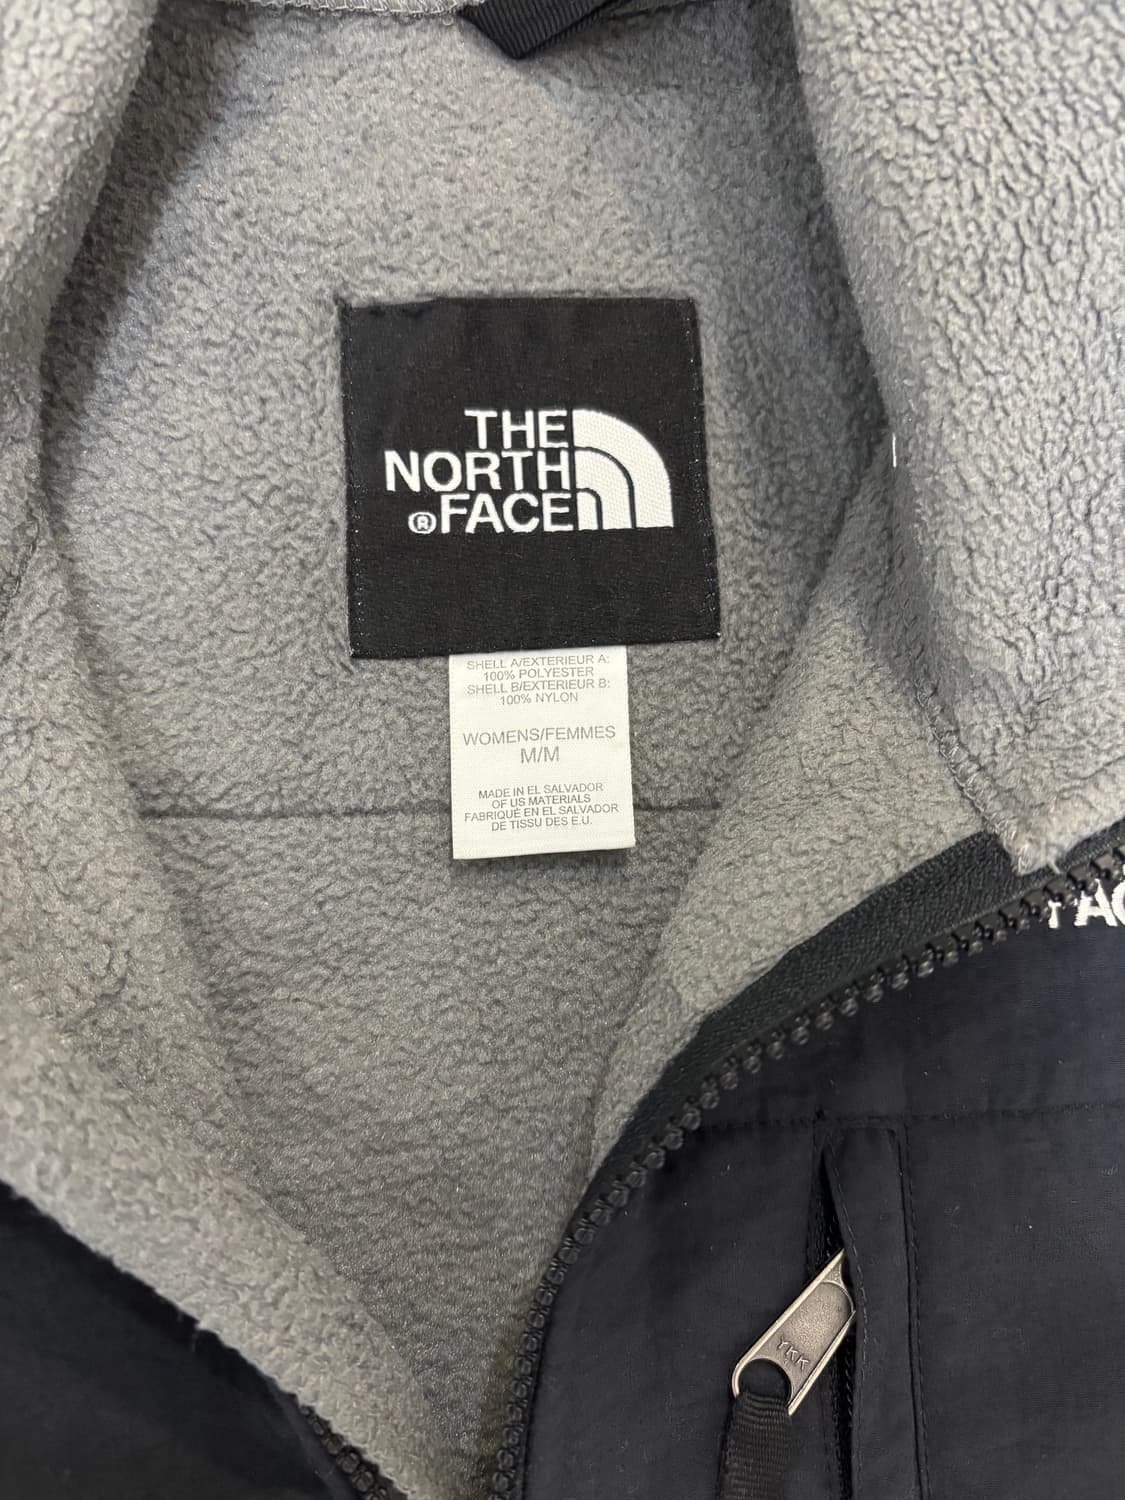 THE
NORTH
®FACE
SHELL A/EXTERIEUR A:
100% POLYESTER
SHELL B/EXTERIEUR B:
100% NYLON
WOMENS/FEMMES
M/M
MADE IN EL SALVADOR
OF US MATERIALS
FABRIQUÉ EN EL SALVADOR
DE TISSU DES E.U.
YKK